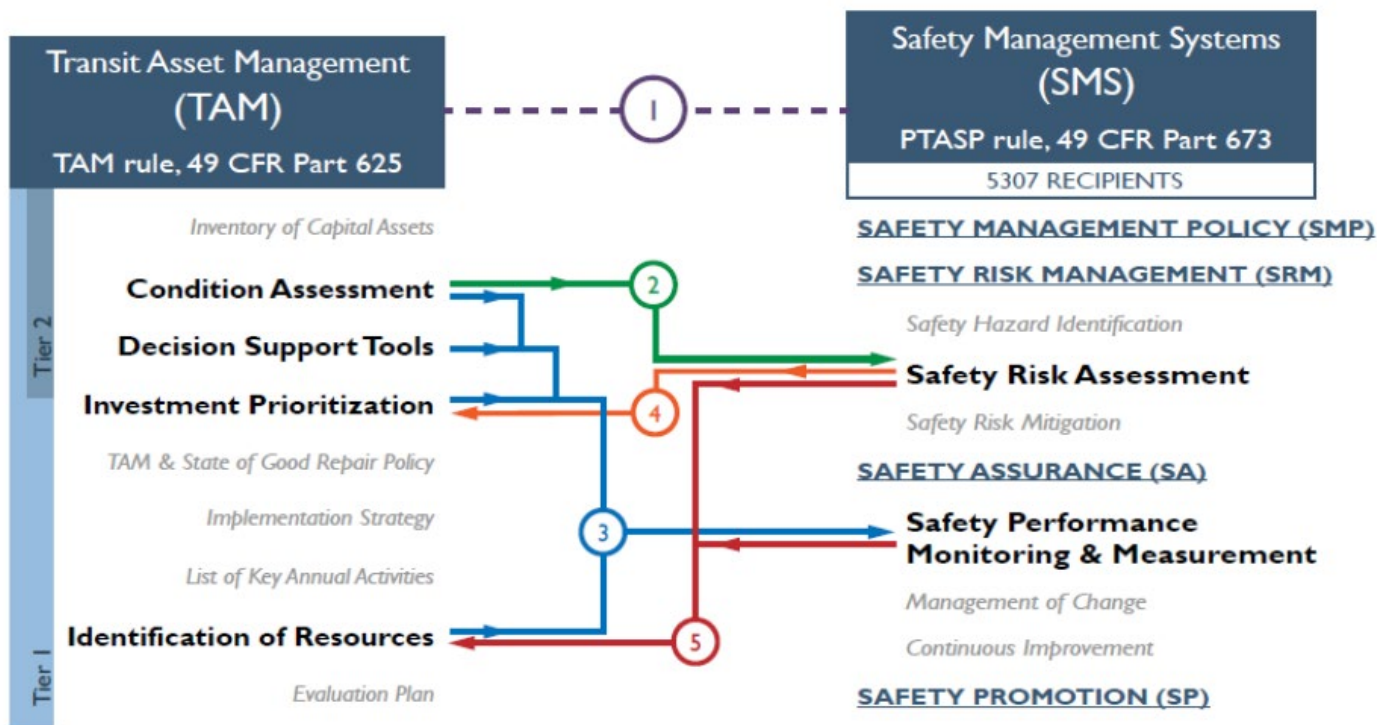 Transit Asset Management
(TAM)
TAM rule, 49 CFR Part 625
1
Safety Management Systems
(SMS)
PTASP rule, 49 CFR Part 673
5307 RECIPIENTS
Tier 2
Tier 1
Inventory of Capital Assets
Condition Assessment
Decision Support Tools
Investment Prioritization
TAM & State of Good Repair Policy
Implementation Strategy
List of Key Annual Activities
Identification of Resources
Evaluation Plan
2
4
3
5
SAFETY MANAGEMENT POLICY (SMP)
SAFETY RISK MANAGEMENT (SRM)
Safety Hazard Identification
Safety Risk Assessment
Safety Risk Mitigation
SAFETY ASSURANCE (SA)
Safety Performance
Monitoring & Measurement
Management of Change
Continuous Improvement
SAFETY PROMOTION (SP)